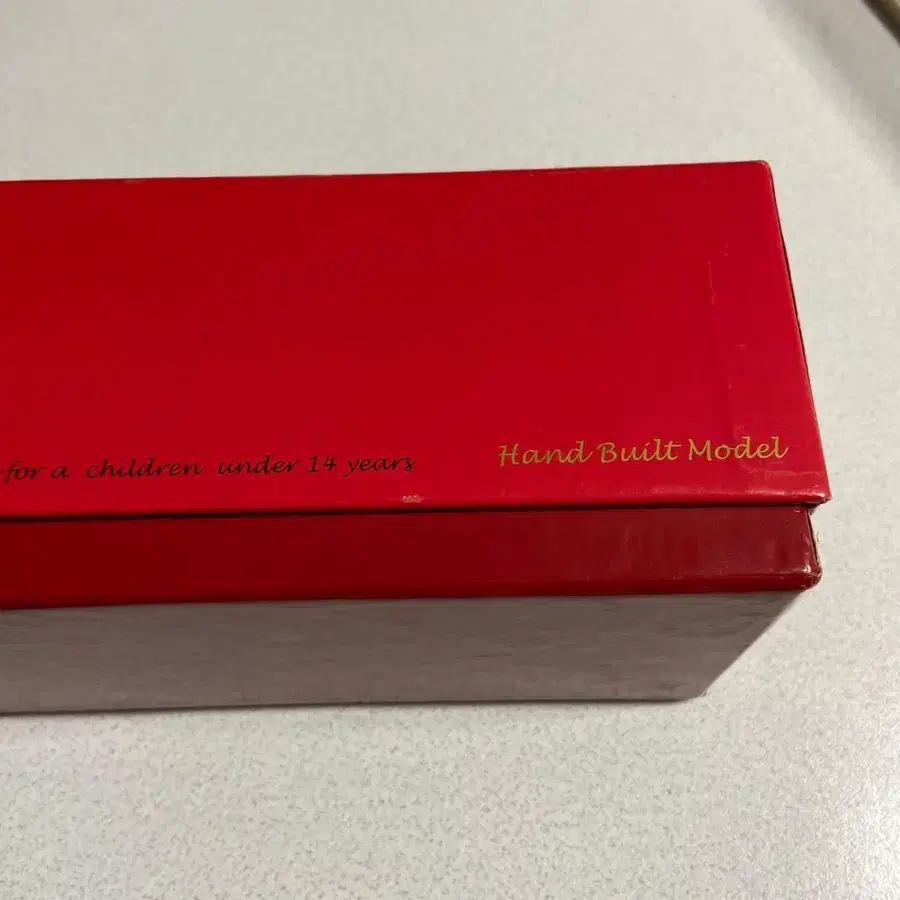 for a children under 14 years
Hand Built Model